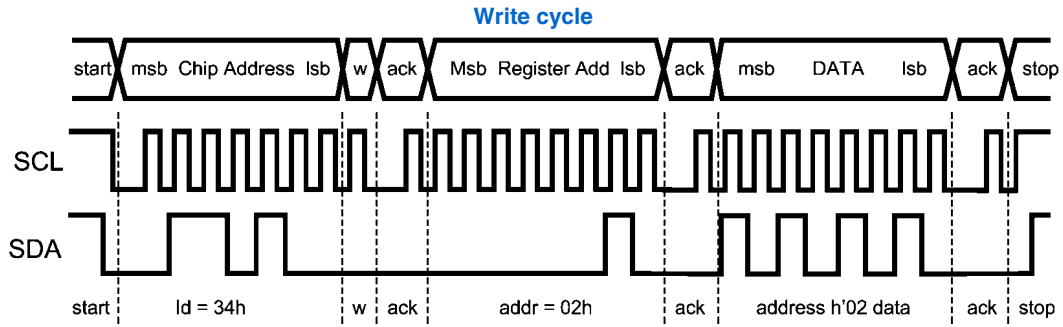 Write cycle
start msb Chip Address lsb w ack Msb Register Add lsb ack msb DATA lsb ack stop
SCL
SDA
start Id = 34h w ack addr = 02h ack address h'02 data ack stop